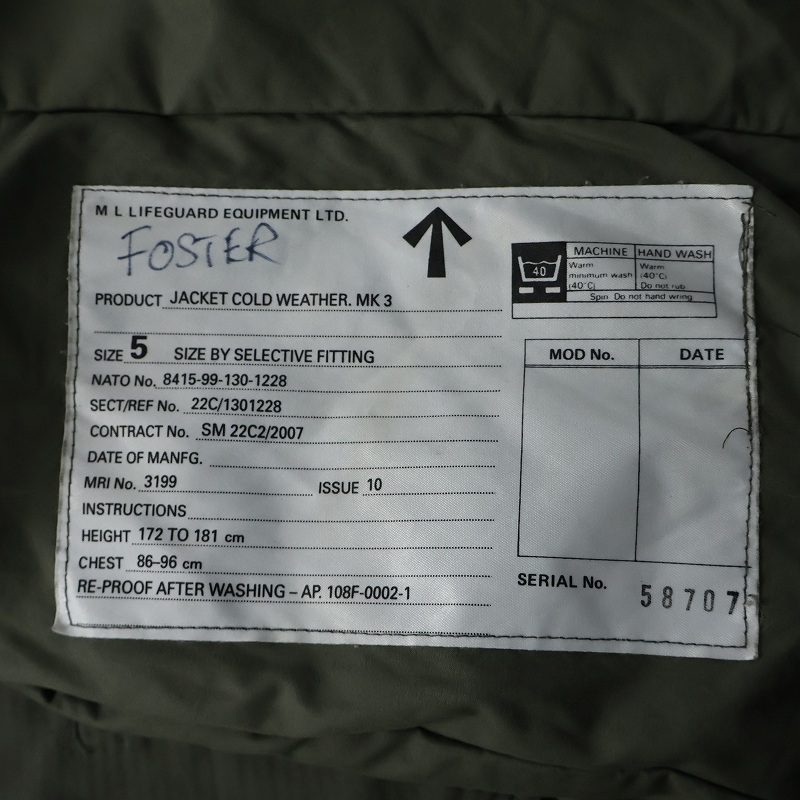 M L LIFEGUARD EQUIPMENT LTD.
FOSTER
PRODUCT JACKET COLD WEATHER. MK 3
SIZE 5 SIZE BY SELECTIVE FITTING
NATO No. 8415-99-130-1228
SECT/REF No. 22C/1301228
CONTRACT No. SM 22C2/2007
DATE OF MANFG.
MRI No. 3199 ISSUE 10
INSTRUCTIONS
HEIGHT 172 TO 181 cm
CHEST 86–96 cm
RE-PROOF AFTER WASHING – AP. 108F-0002-1
40
MACHINE HAND WASH
Warm Warm
minimum wash (40°C)
(40°C) Do not rub
Spin. Do not hand wring
MOD No. DATE
SERIAL No. 58707